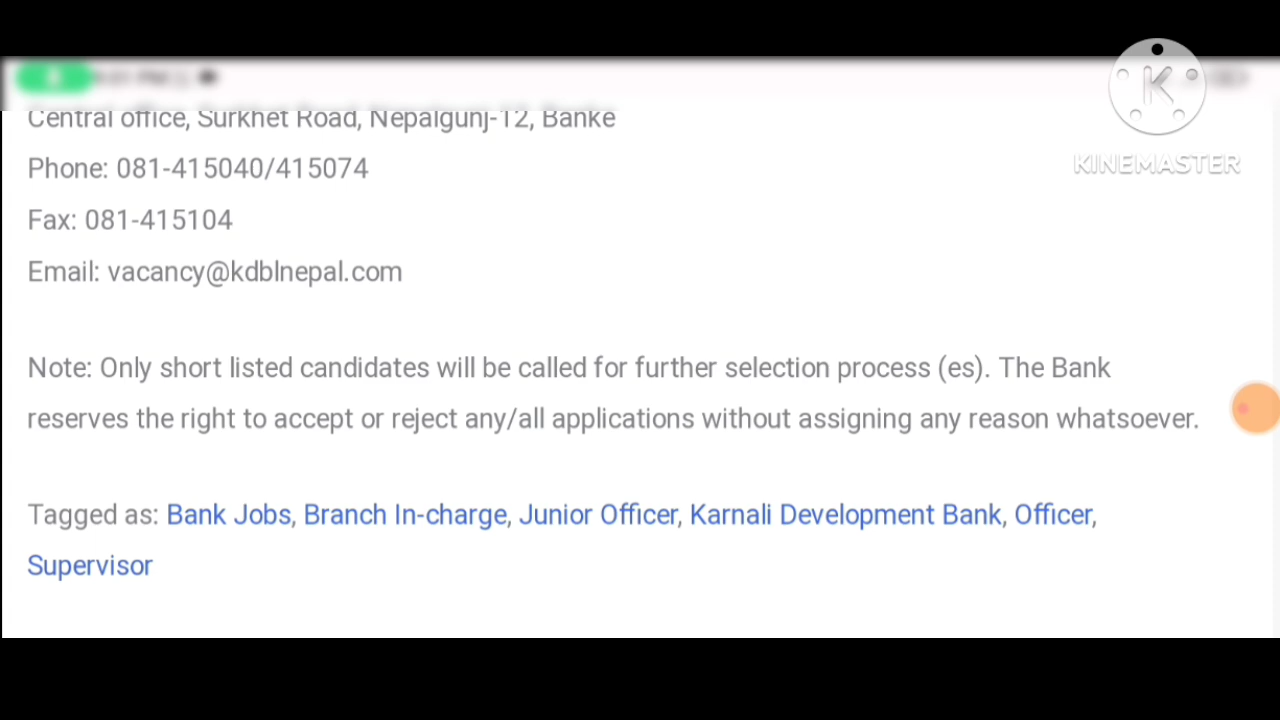 Central office, Surkhet Road, Nepalgunj-12, Banke
Phone: 081-415040/415074
Fax: 081-415104
Email: vacancy@kdblnepal.com
Note: Only short listed candidates will be called for further selection process (es). The Bank
reserves the right to accept or reject any/all applications without assigning any reason whatsoever.
Tagged as: Bank Jobs, Branch In-charge, Junior Officer, Karnali Development Bank, Officer,
Supervisor
K
KINEMASTER